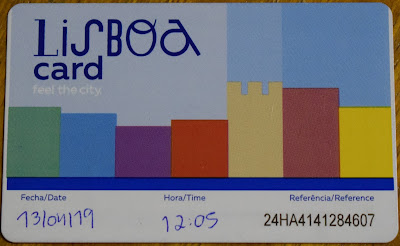 LiSBOa
card
feel the city.
Fecha/Date Hora/Time Referência/Reference
13/04/19 12:05 24HA4141284607